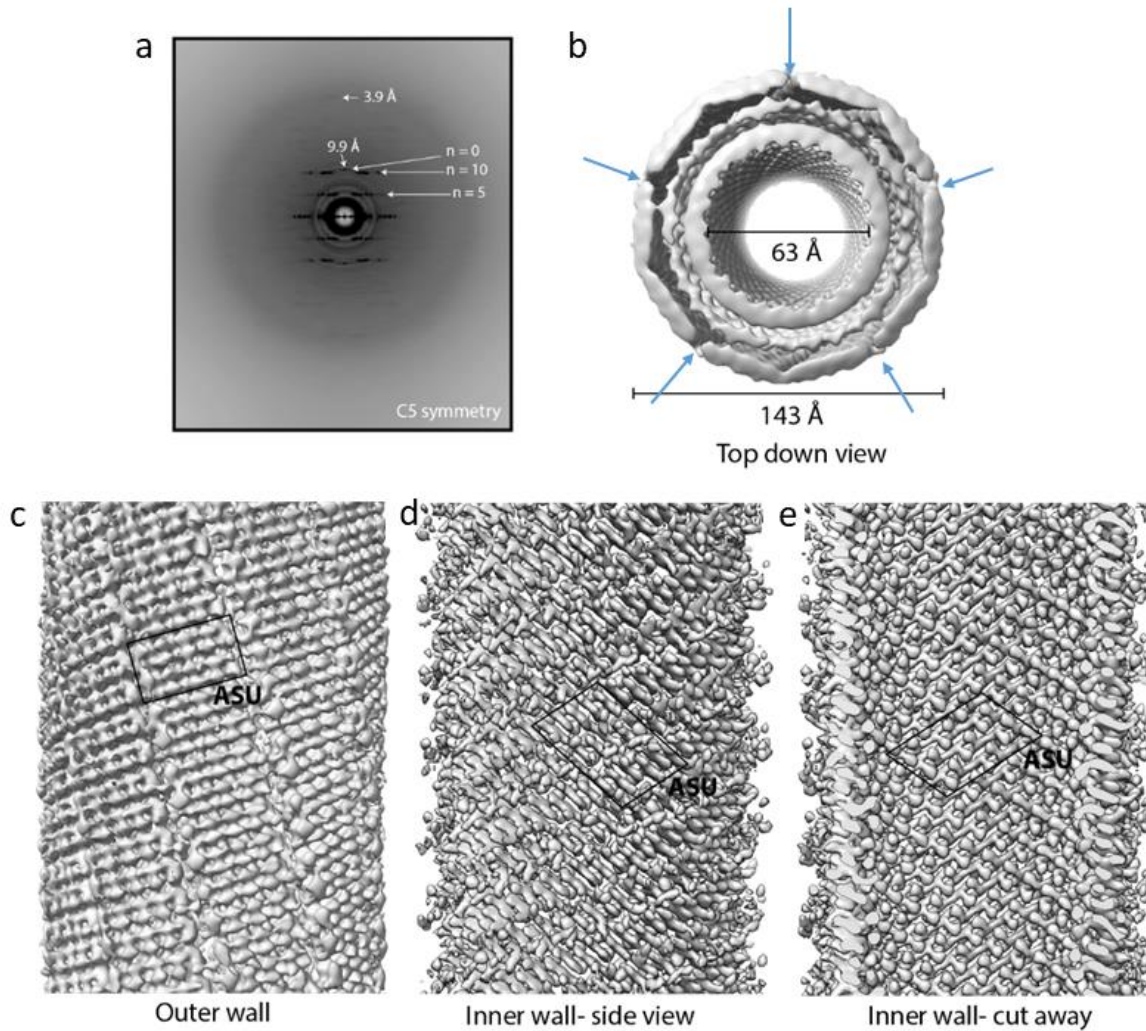 a
3.9 Å
9.9 Å
n = 0
n = 10
n = 5
C5 symmetry
b
63 Å
143 Å
Top down view
c
ASU
Outer wall
d
ASU
Inner wall- side view
e
ASU
Inner wall- cut away